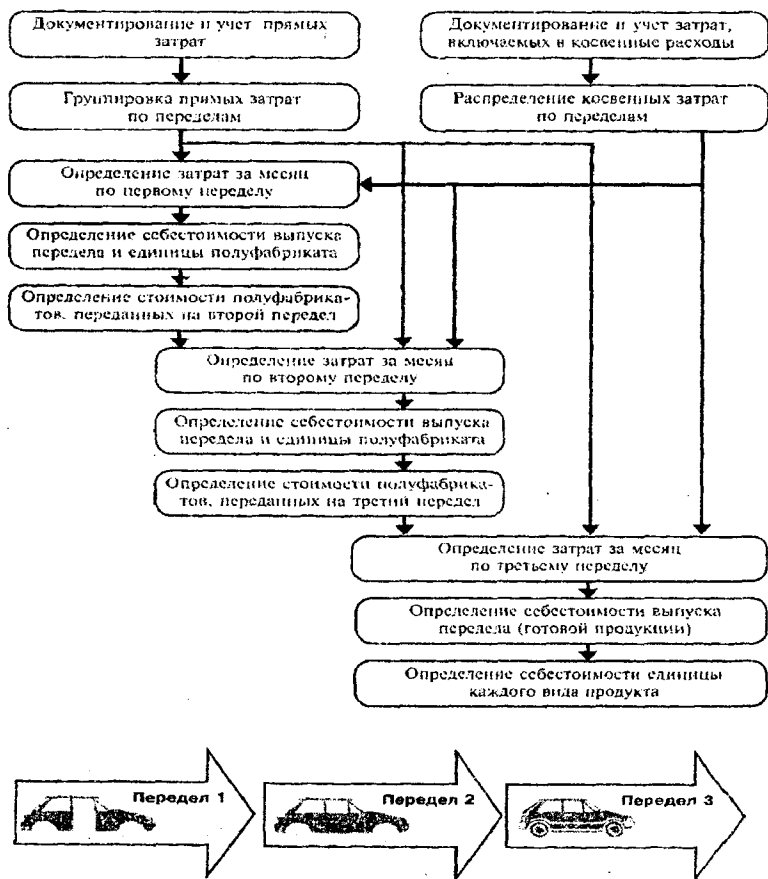 Документирование и учет прямых
затрат
Документирование и учет затрат,
включаемых в косвенные расходы
Группировка прямых затрат
по переделам
Распределение косвенных затрат
по переделам
Определение затрат за месяц
по первому переделу
Определение себестоимости выпуска
передела и единицы полуфабриката
Определение стоимости полуфабрика-
тов, переданных на второй передел
Определение затрат за месяц
по второму переделу
Определение себестоимости выпуска
передела и единицы полуфабриката
Определение стоимости полуфабрика-
тов, переданных на третий передел
Определение затрат за месяц
по третьему переделу
Определение себестоимости выпуска
передела (готовой продукции)
Определение себестоимости единицы
каждого вида продукта
Передел 1
Передел 2
Передел 3